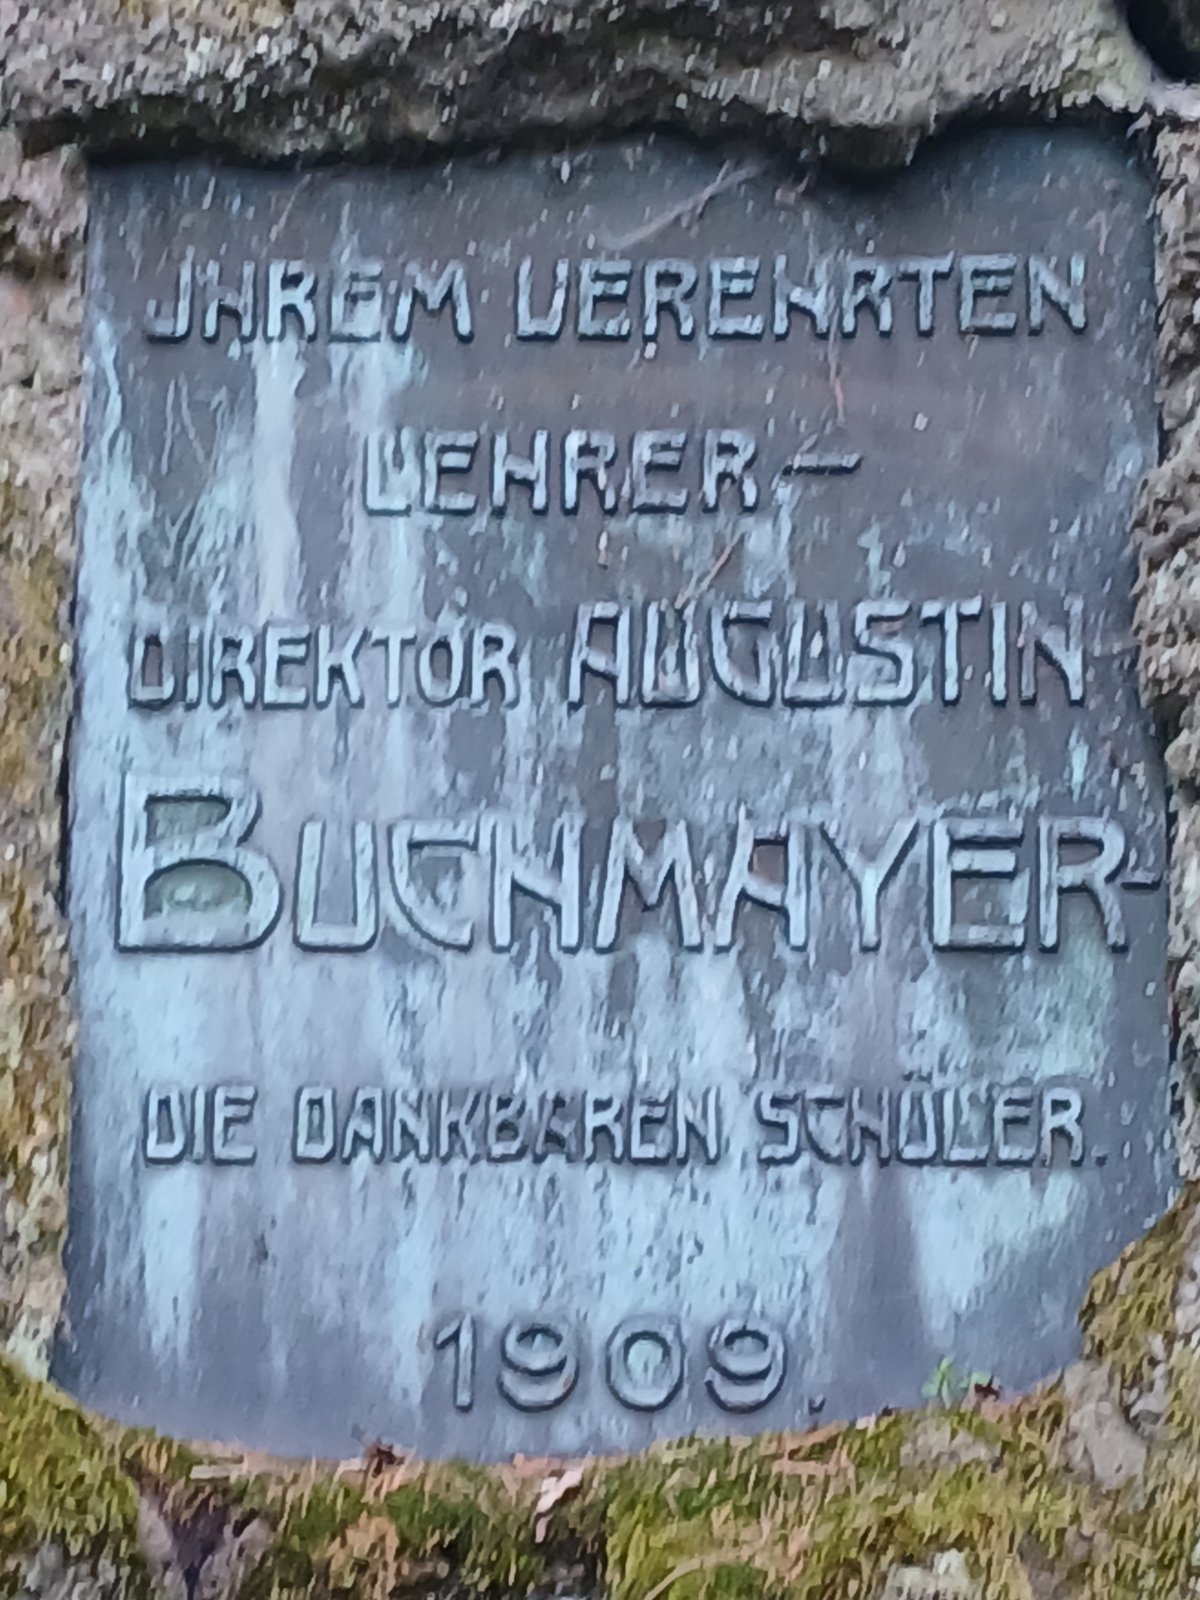 JHREM VEREHRTEN
LEHRER-
DIREKTOR AUGUSTIN
BUCHMAYER-
DIE DANKBAREN SCHÜLER.
1909.